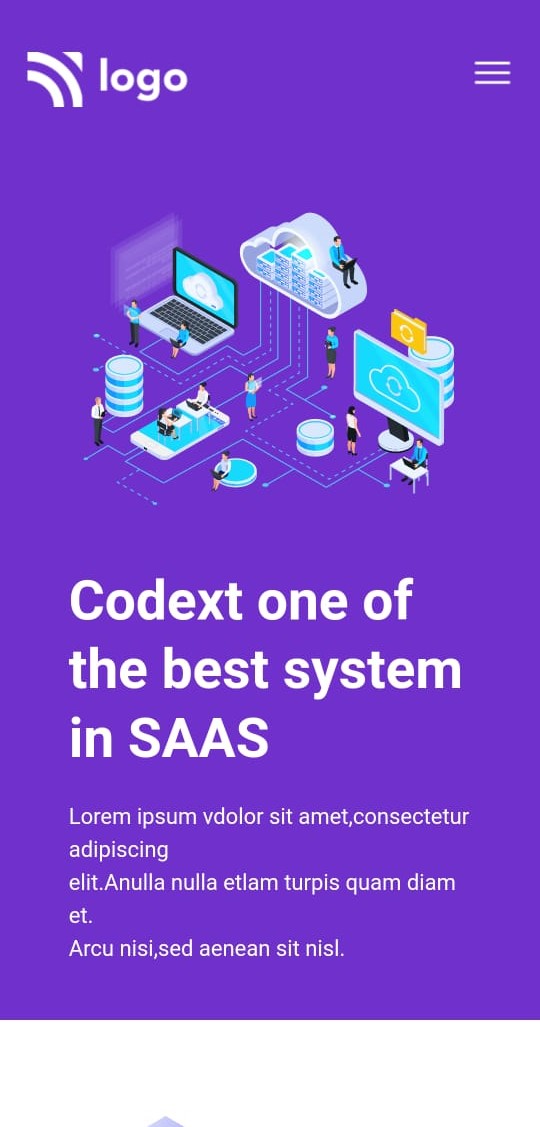 logo
Codext one of
the best system
in SAAS
Lorem ipsum vdolor sit amet,consectetur
adipiscing
elit.Anulla nulla etlam turpis quam diam
et.
Arcu nisi,sed aenean sit nisl.